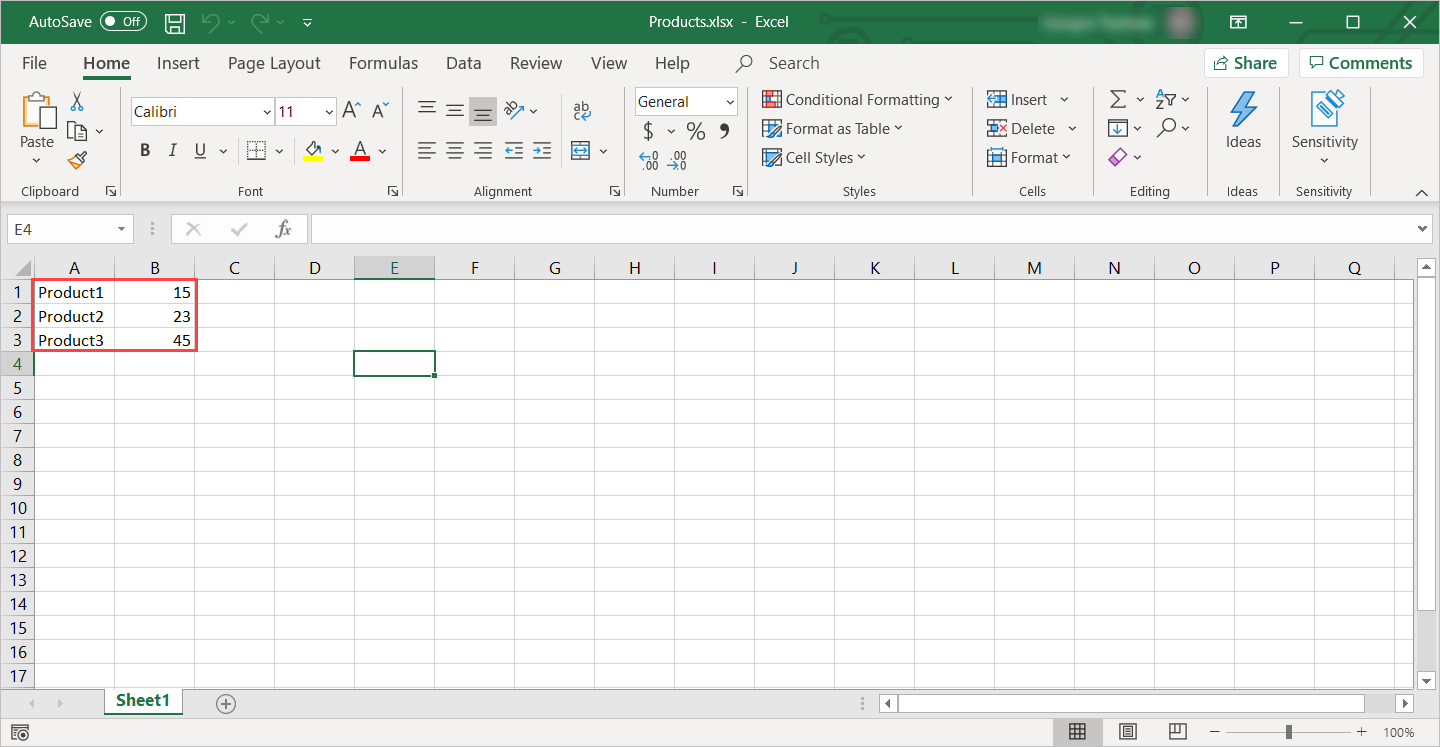 AutoSave Off Products.xlsx - Excel
File Home Insert Page Layout Formulas Data Review View Help Search Share Comments
Paste
Calibri 11 A A
B I U A
ab
c
General
$ % 9
.0
.00
.00
.0
Conditional Formatting
Format as Table
Cell Styles
Insert
Delete
Format
Σ A
Z
Ideas
Sensitivity
Clipboard Font Alignment Number Styles Cells Editing Ideas Sensitivity
E4 fx
A B C D E F G H I J K L M N O P Q
1 Product1 15
2 Product2 23
3 Product3 45
4
5
6
7
8
9
10
11
12
13
14
15
16
17
Sheet1
100%